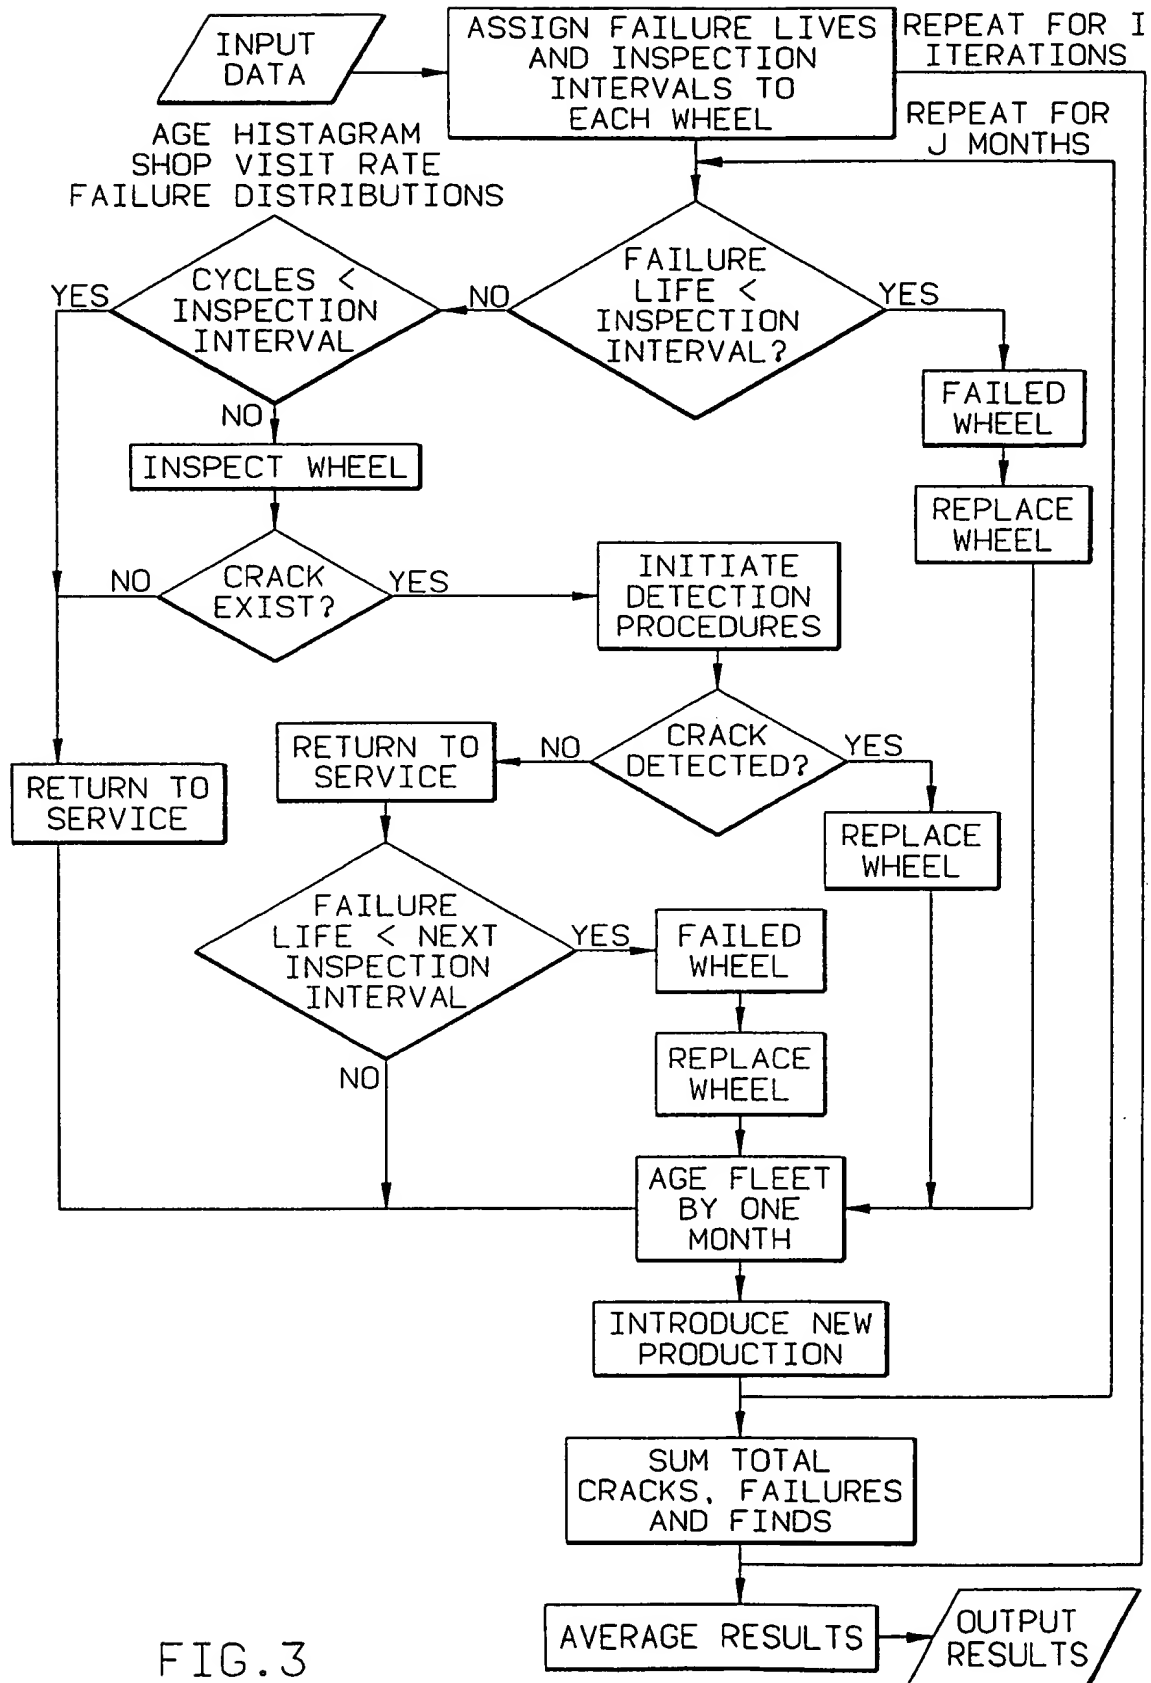 INPUT
DATA
ASSIGN FAILURE LIVES
AND INSPECTION
INTERVALS TO
EACH WHEEL
REPEAT FOR I
ITERATIONS
REPEAT FOR
J MONTHS
AGE HISTAGRAM
SHOP VISIT RATE
FAILURE DISTRIBUTIONS
FAILURE
LIFE <
INSPECTION
INTERVAL?
YES
NO
CYCLES <
INSPECTION
INTERVAL
YES
NO
FAILED
WHEEL
REPLACE
WHEEL
INSPECT WHEEL
CRACK
EXIST?
NO
YES
INITIATE
DETECTION
PROCEDURES
CRACK
DETECTED?
NO
YES
RETURN TO
SERVICE
RETURN TO
SERVICE
REPLACE
WHEEL
FAILURE
LIFE < NEXT
INSPECTION
INTERVAL
YES
NO
FAILED
WHEEL
REPLACE
WHEEL
AGE FLEET
BY ONE
MONTH
INTRODUCE NEW
PRODUCTION
SUM TOTAL
CRACKS, FAILURES
AND FINDS
AVERAGE RESULTS
OUTPUT
RESULTS
FIG.3